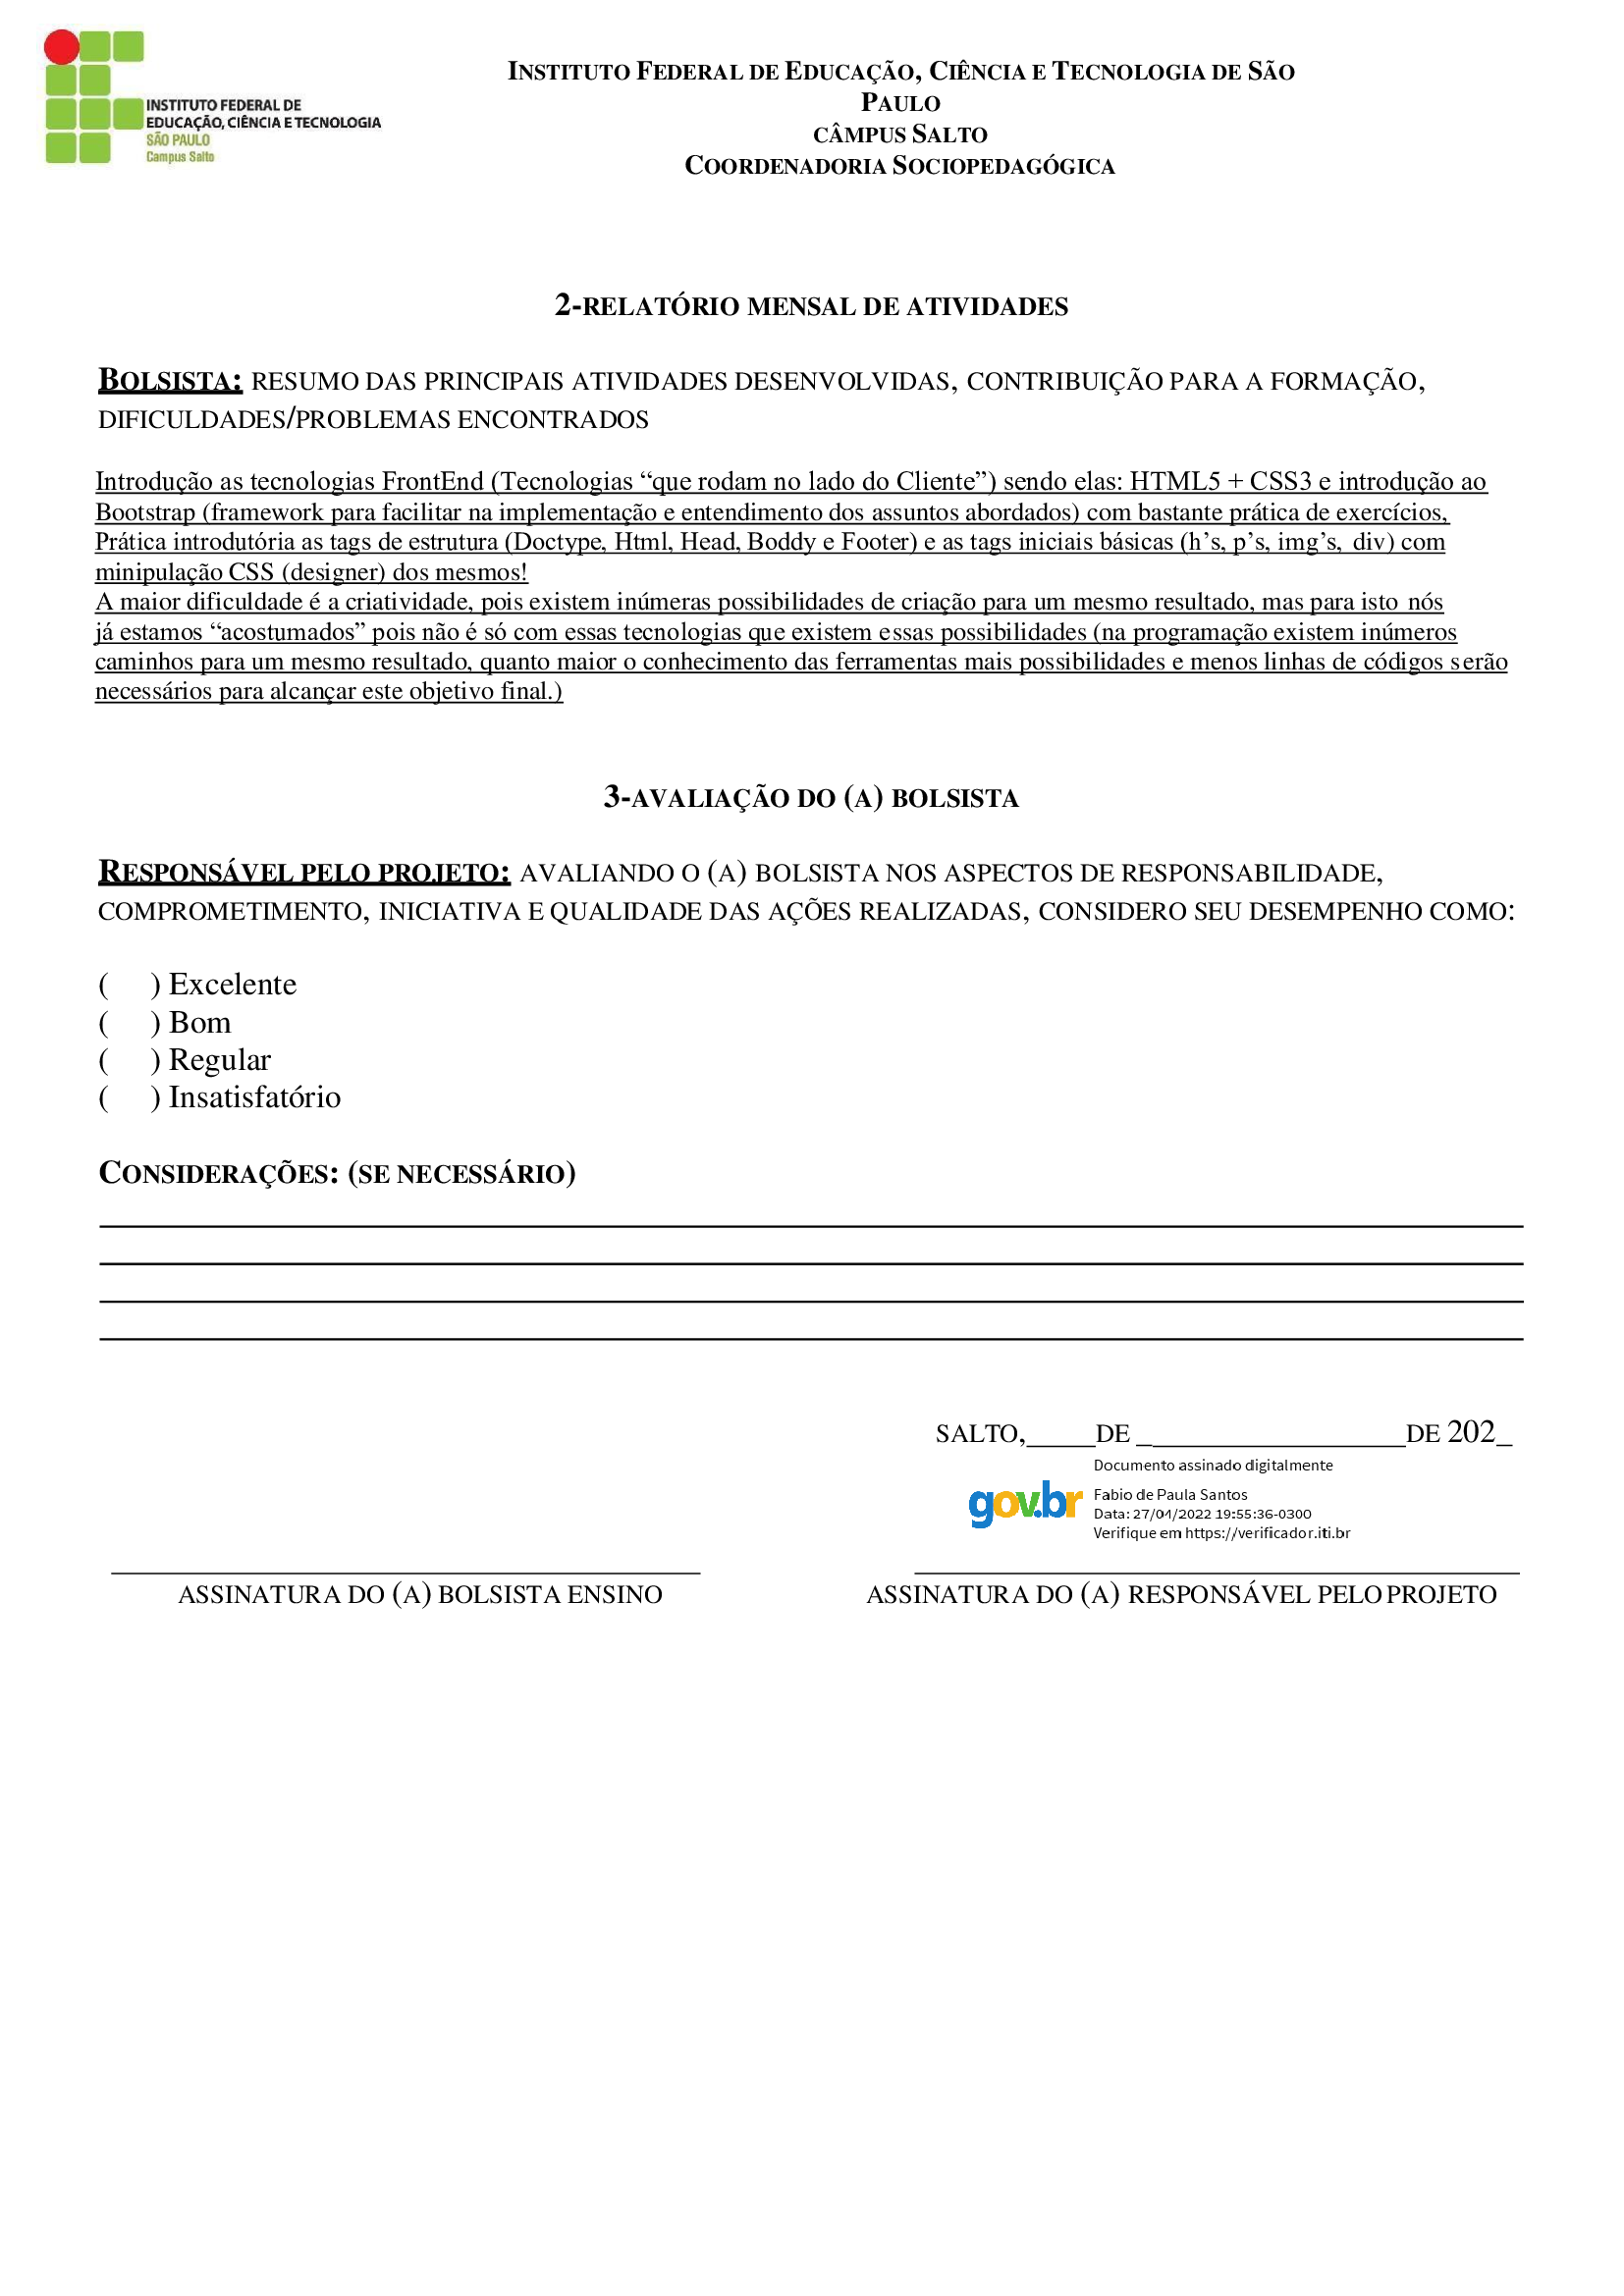 INSTITUTO FEDERAL DE
EDUCAÇÃO, CIÊNCIA E TECNOLOGIA
SÃO PAULO
Campus Salto
INSTITUTO FEDERAL DE EDUCAÇÃO, CIÊNCIA E TECNOLOGIA DE SÃO
PAULO
CÂMPUS SALTO
COORDENADORIA SOCIOPEDAGÓGICA
2-RELATÓRIO MENSAL DE ATIVIDADES
BOLSISTA: RESUMO DAS PRINCIPAIS ATIVIDADES DESENVOLVIDAS, CONTRIBUIÇÃO PARA A FORMAÇÃO,
DIFICULDADES/PROBLEMAS ENCONTRADOS
Introdução as tecnologias FrontEnd (Tecnologias “que rodam no lado do Cliente”) sendo elas: HTML5 + CSS3 e introdução ao
Bootstrap (framework para facilitar na implementação e entendimento dos assuntos abordados) com bastante prática de exercícios,
Prática introdutória as tags de estrutura (Doctype, Html, Head, Boddy e Footer) e as tags iniciais básicas (h’s, p’s, img’s, div) com
minipulação CSS (designer) dos mesmos!
A maior dificuldade é a criatividade, pois existem inúmeras possibilidades de criação para um mesmo resultado, mas para isto nós
já estamos “acostumados” pois não é só com essas tecnologias que existem essas possibilidades (na programação existem inúmeros
caminhos para um mesmo resultado, quanto maior o conhecimento das ferramentas mais possibilidades e menos linhas de códigos serão
necessários para alcançar este objetivo final.)
3-AVALIAÇÃO DO (A) BOLSISTA
RESPONSÁVEL PELO PROJETO: AVALIANDO O (A) BOLSISTA NOS ASPECTOS DE RESPONSABILIDADE,
COMPROMETIMENTO, INICIATIVA E QUALIDADE DAS AÇÕES REALIZADAS, CONSIDERO SEU DESEMPENHO COMO:
( ) Excelente
( ) Bom
( ) Regular
( ) Insatisfatório
CONSIDERAÇÕES: (SE NECESSÁRIO)
SALTO,_____DE __________________DE 202_
Documento assinado digitalmente
gov.br
Fabio de Paula Santos
Data: 27/04/2022 19:55:36-0300
Verifique em https://verificador.iti.br
ASSINATURA DO (A) BOLSISTA ENSINO
ASSINATURA DO (A) RESPONSÁVEL PELO PROJETO